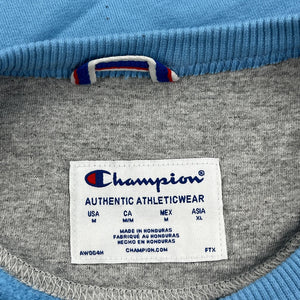 Champion
AUTHENTIC ATHLETICWEAR
USA CA MEX ASIA
M M/M M XL
MADE IN HONDURAS
FABRIQUÉ AU HONDURAS
HECHO EN HONDURAS
AW064H CHAMPION.COM FTX